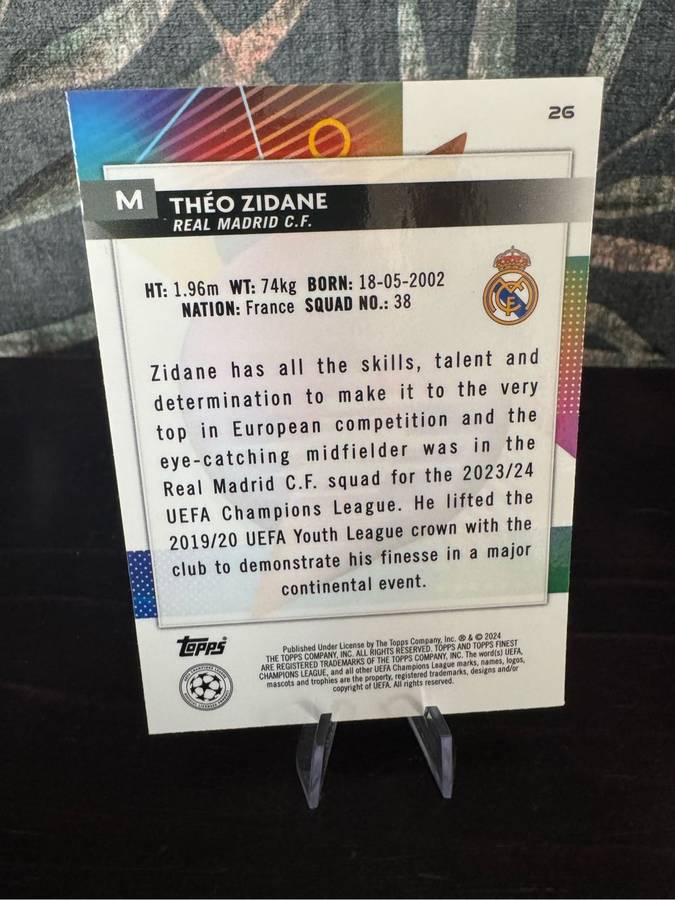 26
M
THÉO ZIDANE
REAL MADRID C.F.
HT: 1.96m WT: 74kg BORN: 18-05-2002
NATION: France SQUAD NO.: 38
Zidane has all the skills, talent and
determination to make it to the very
top in European competition and the
eye-catching midfielder was in the
Real Madrid C.F. squad for the 2023/24
UEFA Champions League. He lifted the
2019/20 UEFA Youth League crown with the
club to demonstrate his finesse in a major
continental event.
Topps
Published Under License by The Topps Company, Inc. ® & © 2024
THE TOPPS COMPANY, INC. ALL RIGHTS RESERVED. TOPPS AND TOPPS FINEST
ARE REGISTERED TRADEMARKS OF THE TOPPS COMPANY, INC. The word(s) UEFA,
CHAMPIONS LEAGUE, and all other UEFA Champions League marks, names, logos,
mascots and trophies are the property, registered trademarks, designs and/or
copyright of UEFA. All rights reserved.